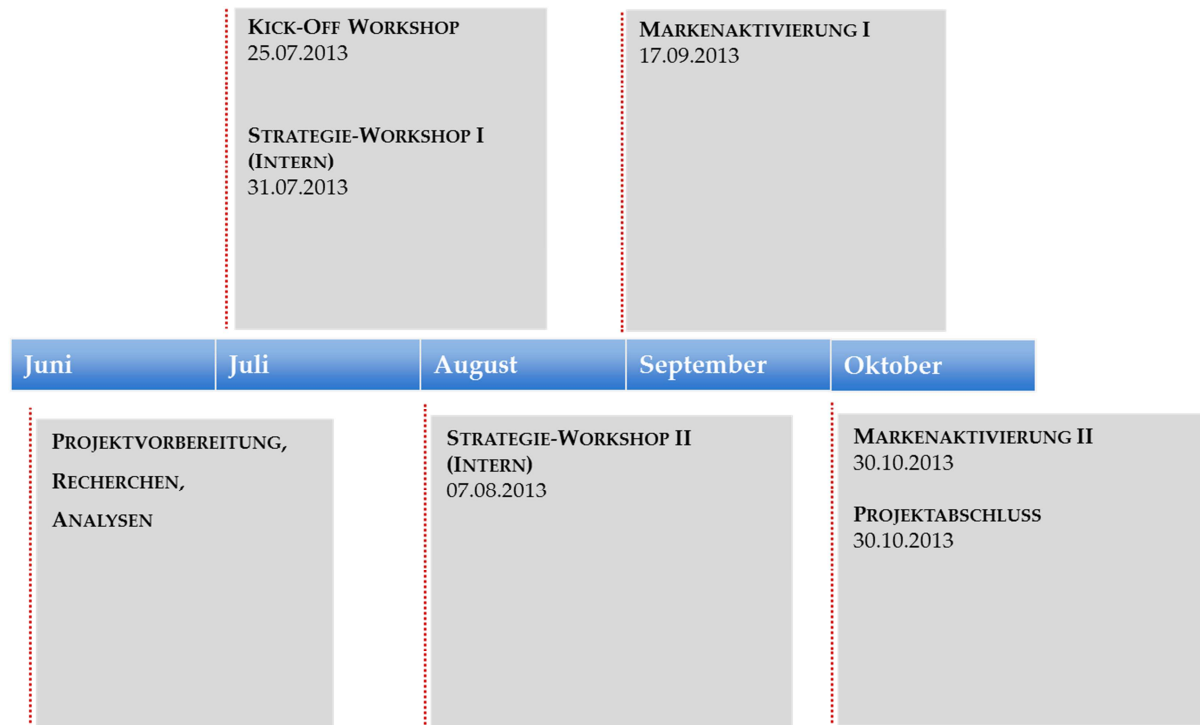 Kick-Off Workshop
25.07.2013
Strategie-Workshop I
(Intern)
31.07.2013
Markenaktivierung I
17.09.2013
Juni
Juli
August
September
Oktober
Projektvorbereitung,
Recherchen,
Analysen
Strategie-Workshop II
(Intern)
07.08.2013
Markenaktivierung II
30.10.2013
Projektabschluss
30.10.2013